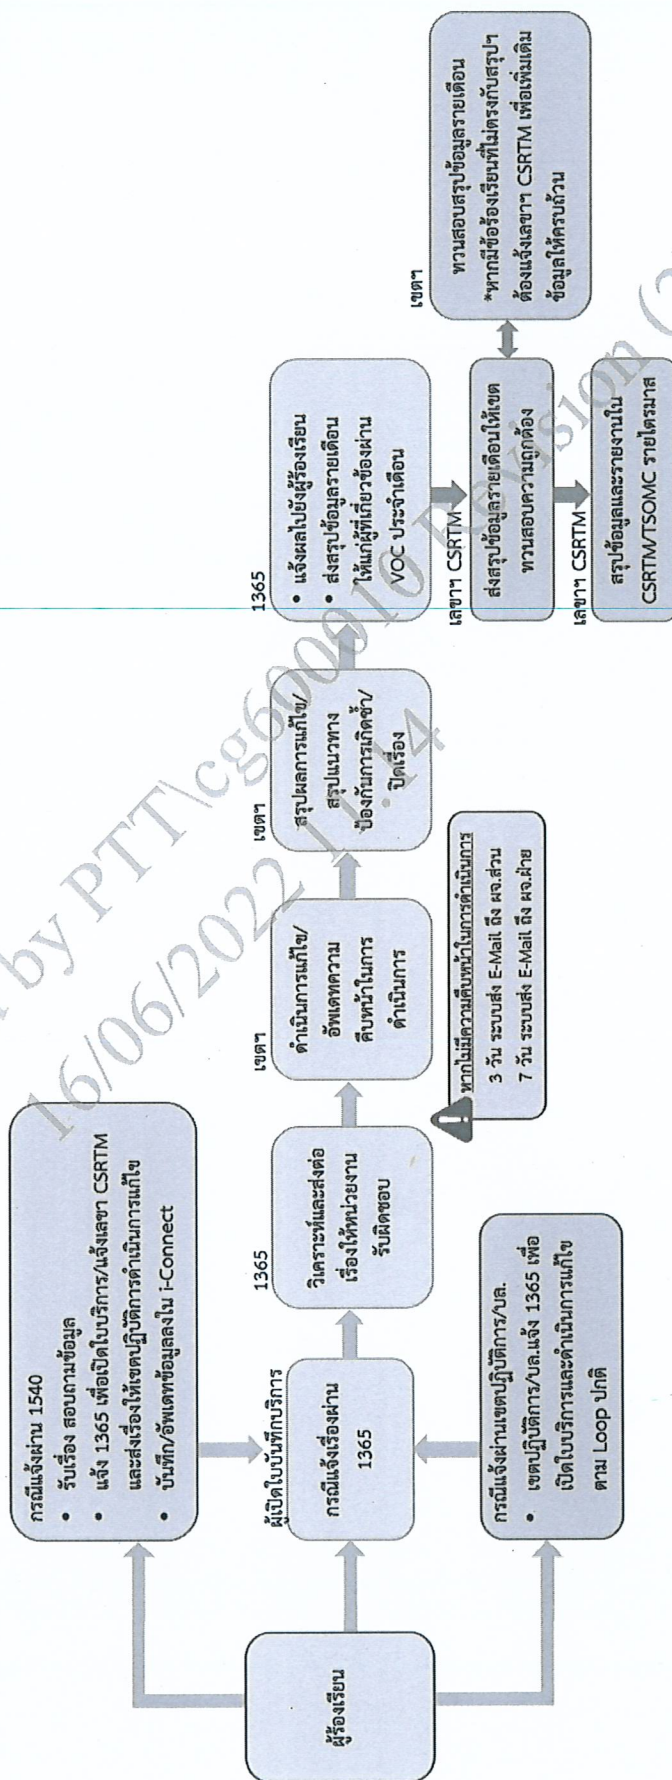 ผู้ร้องเรียน
กรณีแจ้งผ่าน 1540
• รับเรื่อง สอบถามข้อมูล
• แจ้ง 1365 เพื่อเปิดใบบริการ/แจ้งเลขา CSRTM
และส่งเรื่องให้เขตปฏิบัติการดำเนินการแก้ไข
• บันทึก/อัพเดทข้อมูลลงใน i-Connect
ผู้เปิดใบบันทึกบริการ
กรณีแจ้งเรื่องผ่าน
1365
กรณีแจ้งผ่านเขตปฏิบัติการ/บล.
• เขตปฏิบัติการ/บล.แจ้ง 1365 เพื่อ
เปิดใบบริการและดำเนินการแก้ไข
ตาม Loop ปกติ
1365
วิเคราะห์และส่งต่อ
เรื่องให้หน่วยงาน
รับผิดชอบ
เขตฯ
ดำเนินการแก้ไข/
อัพเดทความ
คืบหน้าในการ
ดำเนินการ
หากไม่มีความคืบหน้าในการดำเนินการ
3 วัน ระบบส่ง E-Mail ถึง ผจ.ส่วน
7 วัน ระบบส่ง E-Mail ถึง ผจ.ฝ่าย
เขตฯ
สรุปผลการแก้ไข/
สรุปแนวทาง
ป้องกันการเกิดซ้ำ/
ปิดเรื่อง
1365
• แจ้งผลไปยังผู้ร้องเรียน
• ส่งสรุปข้อมูลรายเดือน
ให้แก่ผู้ที่เกี่ยวข้องผ่าน
VOC ประจำเดือน
เลขาฯ CSRTM
ส่งสรุปข้อมูลรายเดือนให้เขต
ทวนสอบความถูกต้อง
เขตฯ
ทวนสอบสรุปข้อมูลรายเดือน
*หากมีข้อร้องเรียนที่ไม่ตรงกับสรุปฯ
ต้องแจ้งเลขาฯ CSRTM เพื่อเพิ่มเติม
ข้อมูลให้ครบถ้วน
เลขาฯ CSRTM
สรุปข้อมูลและรายงานใน
CSRTM/TSOMC รายไตรมาส
by PTT\cg600910 Revision
16/06/2022 11.14